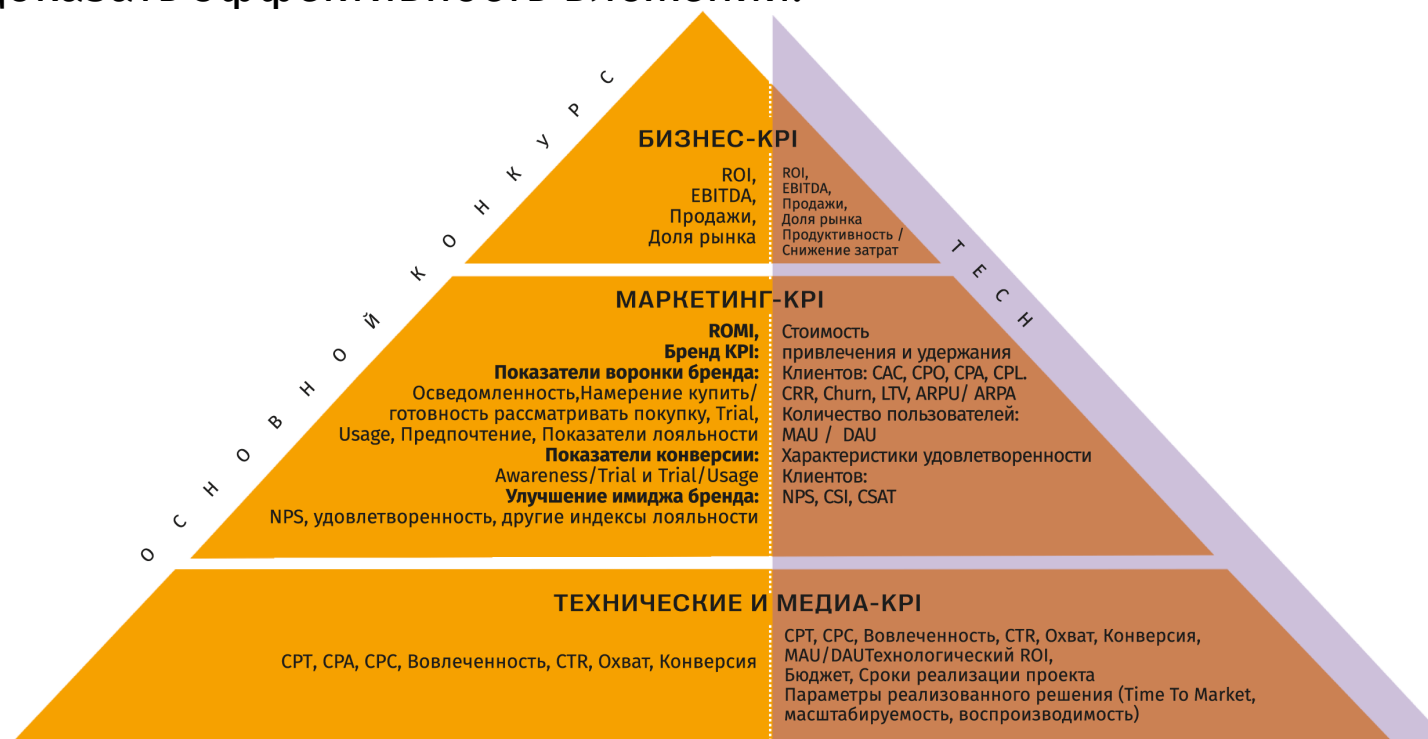 доказать эффективность вложений.
ОСНОВНОЙ КОНКУРС
TECH
БИЗНЕС-KPI
ROI,
EBITDA,
Продажи,
Доля рынка
ROI,
EBITDA,
Продажи,
Доля рынка
Продуктивность /
Снижение затрат
МАРКЕТИНГ-KPI
ROMI,
Бренд KPI:
Показатели воронки бренда:
Осведомленность,Намерение купить/
готовность рассматривать покупку, Trial,
Usage, Предпочтение, Показатели лояльности
Показатели конверсии:
Awareness/Trial и Trial/Usage
Улучшение имиджа бренда:
NPS, удовлетворенность, другие индексы лояльности
Стоимость
привлечения и удержания
Клиентов: CAC, CPO, CPA, CPL.
CRR, Churn, LTV, ARPU/ ARPA
Количество пользователей:
MAU / DAU
Характеристики удовлетворенности
Клиентов:
NPS, CSI, CSAT
ТЕХНИЧЕСКИЕ И МЕДИА-KPI
CPT, CPA, CPC, Вовлеченность, CTR, Охват, Конверсия
CPT, CPC, Вовлеченность, CTR, Охват, Конверсия,
MAU/DAUТехнологический ROI,
Бюджет, Сроки реализации проекта
Параметры реализованного решения (Time To Market,
масштабируемость, воспроизводимость)